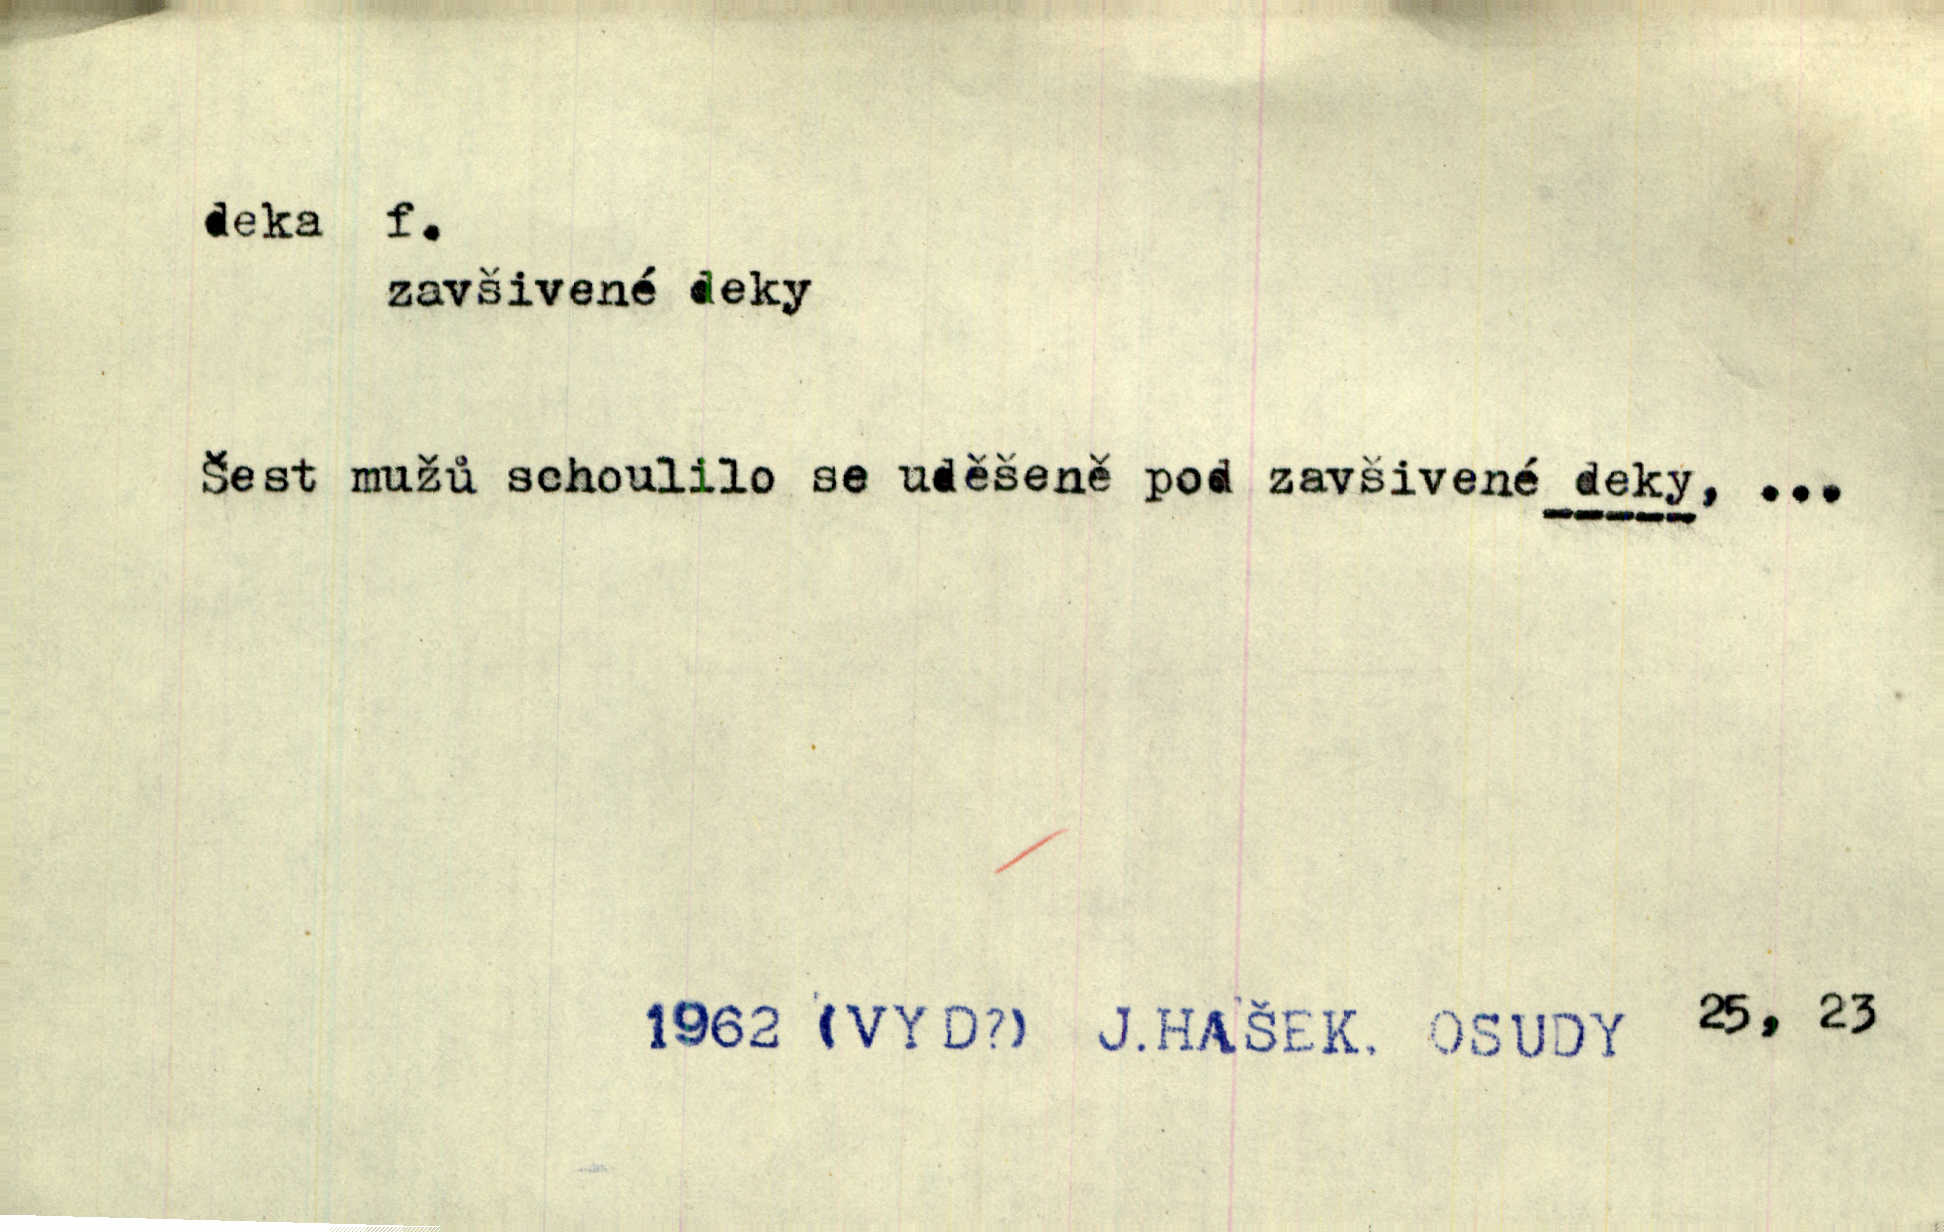 deka f.
zavšivené deky
Šest mužů schoulilo se uděšeně pod zavšivené deky, ...
1962 (VYD?) J.HAŠEK. OSUDY 25, 23